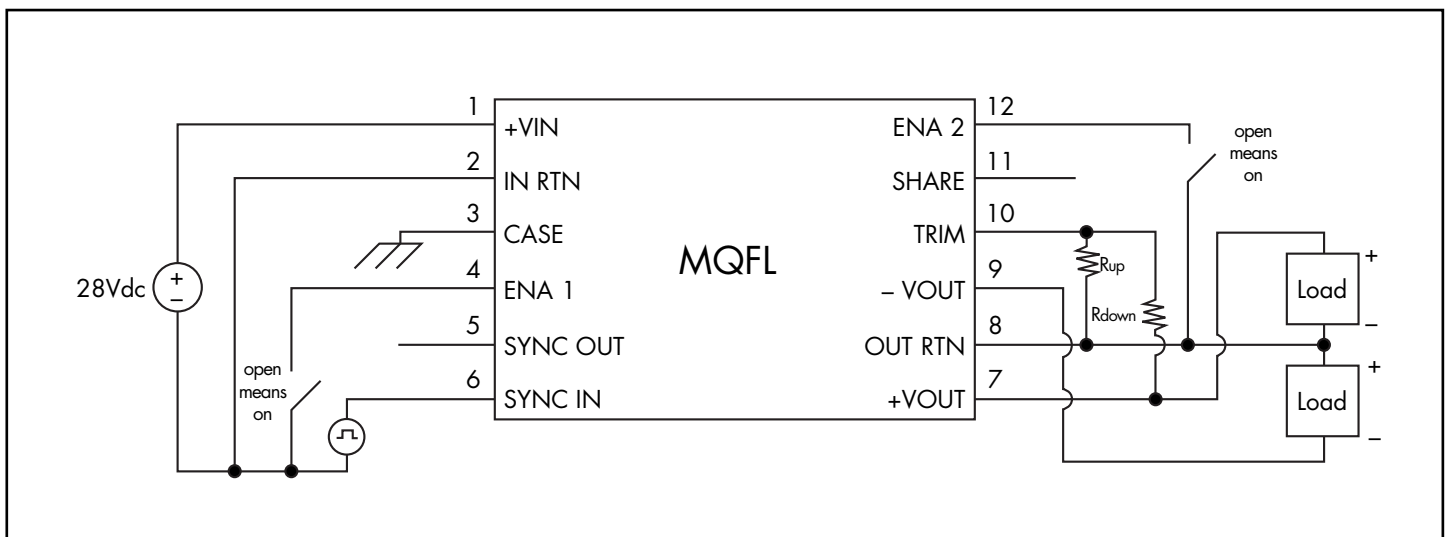 1
+VIN
2
IN RTN
3
CASE
4
ENA 1
5
SYNC OUT
6
SYNC IN
28Vdc
+
−
open
means
on
MQFL
12
ENA 2
11
SHARE
10
TRIM
9
− VOUT
8
OUT RTN
7
+VOUT
Rup
Rdown
open
means
on
Load
+
−
Load
+
−